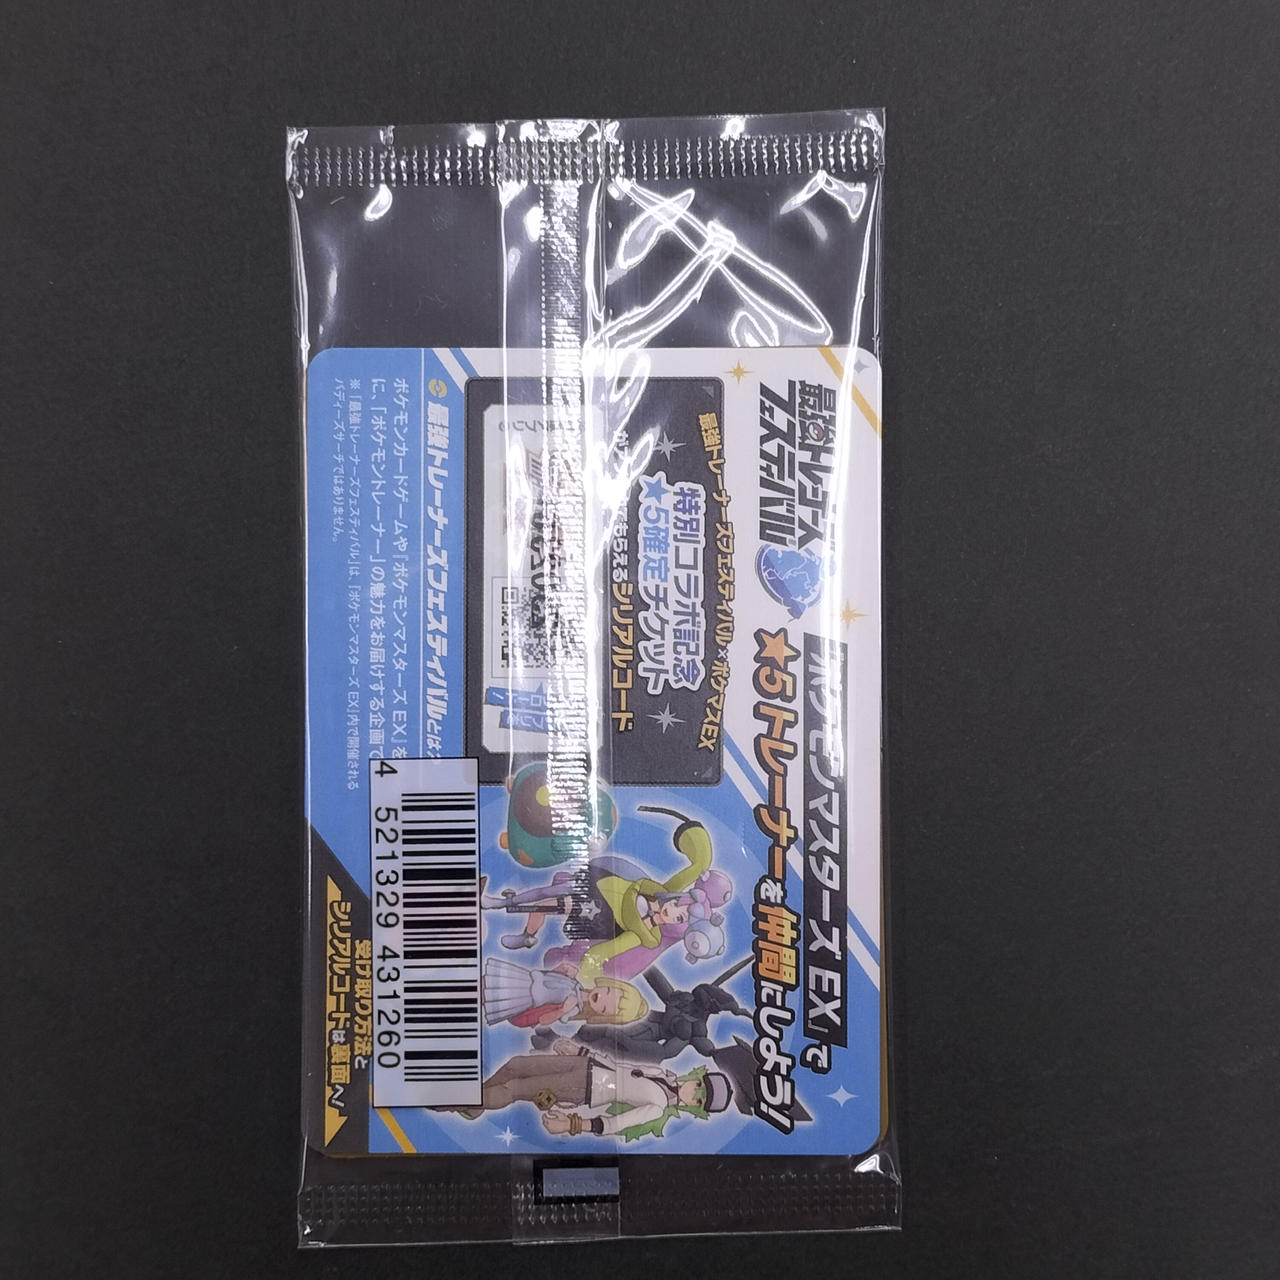 最強トレーナーズ
フェスティバル
『ポケモンマスターズ EX』で
★5トレーナーを仲間にしよう!
最強トレーナーズフェスティバル×ポケマスEX
特別コラボ記念
★5確定チケット
もらえるシリアルコード
最強トレーナーズフェスティバルとは
ポケモンカードゲームや『ポケモンマスターズ EX』を
に、「ポケモントレーナー」の魅力をお届けする企画で
※「最強トレーナーズフェスティバル」は、『ポケモンマスターズ EX』内で開催される
バディーズサーチではありません。
受け取り方法と
シリアルコードは裏面へ!
4 521329 431260